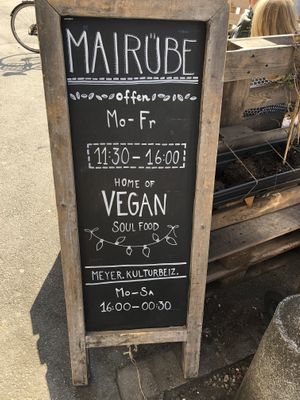 MAIRÜBE
offen
Mo-Fr
11:30-16:00
HOME OF
VEGAN
SOUL FOOD
MEYER.KULTURBEIZ.
Mo-Sa
16:00-00:30